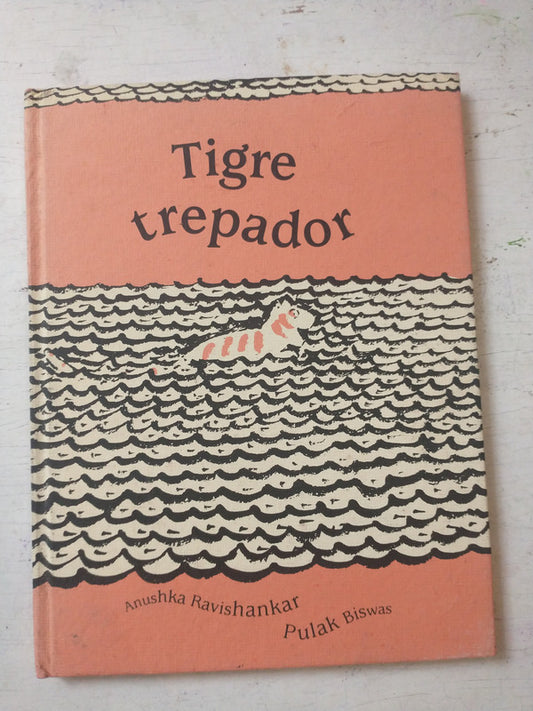 Tigre
trepador
Anushka Ravishankar
Pulak Biswas